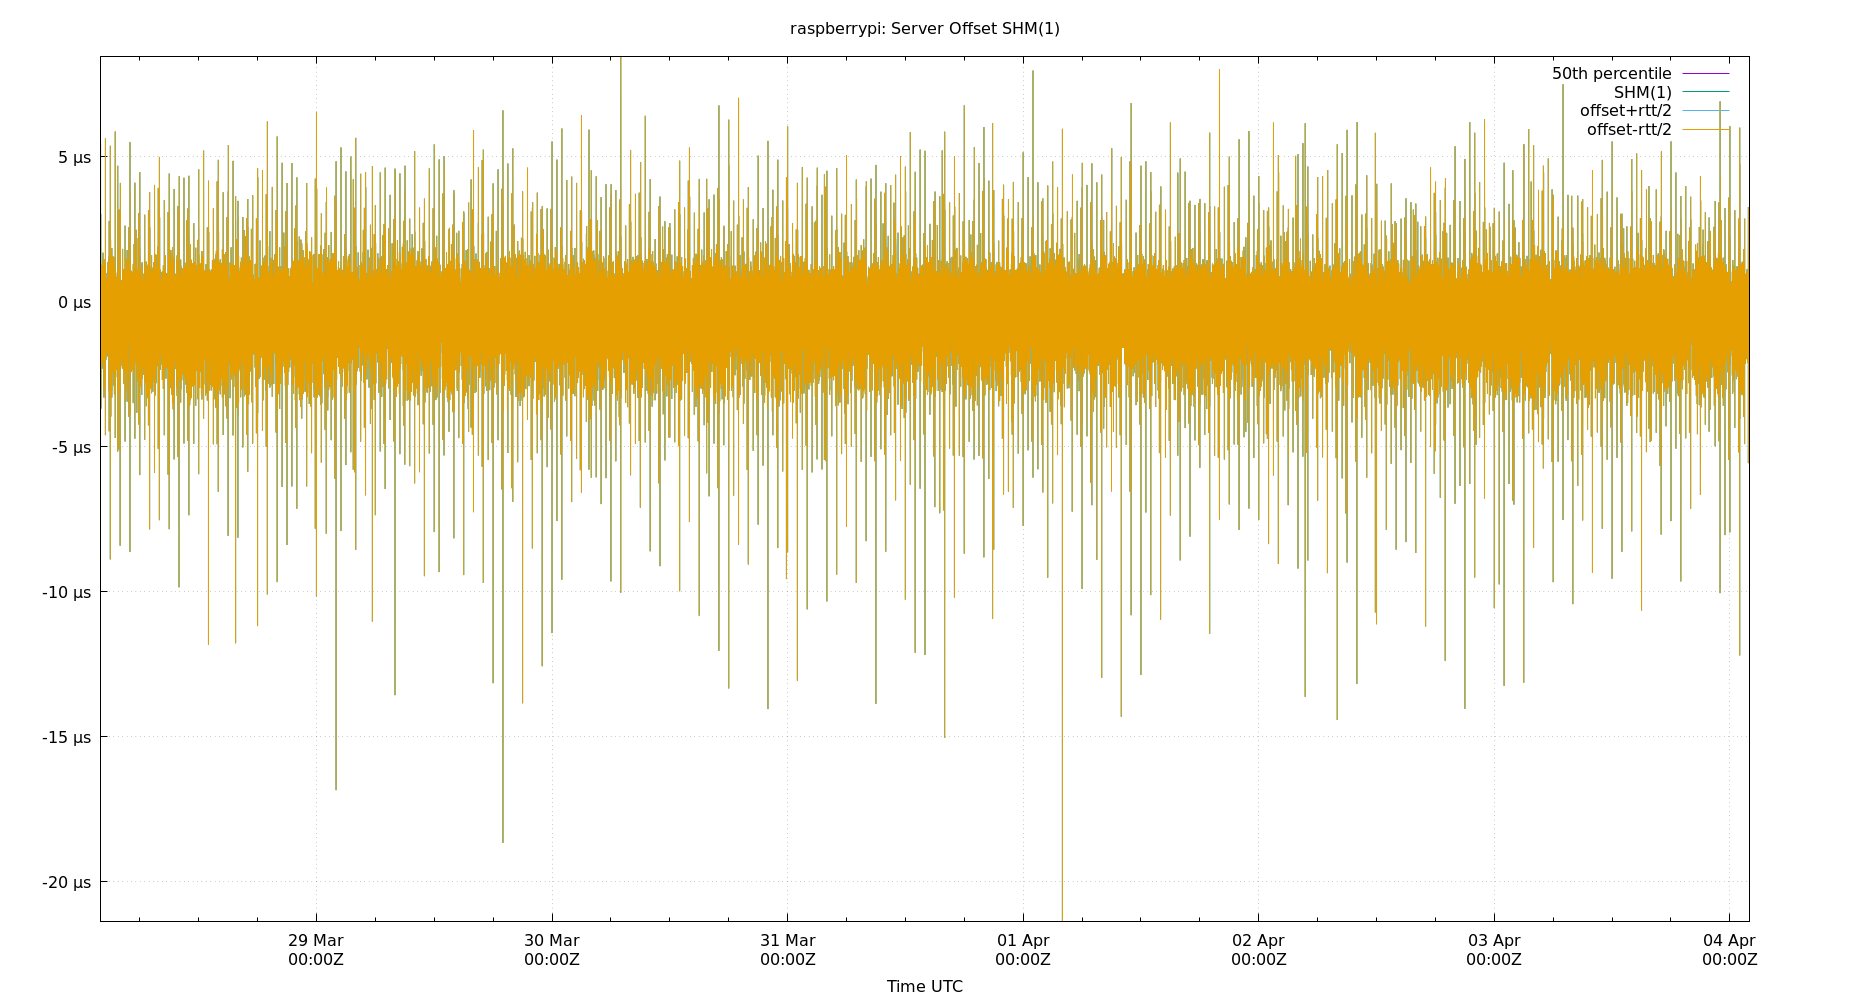 raspberrypi: Server Offset SHM(1)
50th percentile
SHM(1)
offset+rtt/2
offset-rtt/2
5 µs
0 µs
-5 µs
-10 µs
-15 µs
-20 µs
29 Mar 30 Mar 31 Mar 01 Apr 02 Apr 03 Apr 04 Apr
00:00Z 00:00Z 00:00Z 00:00Z 00:00Z 00:00Z 00:00Z
Time UTC